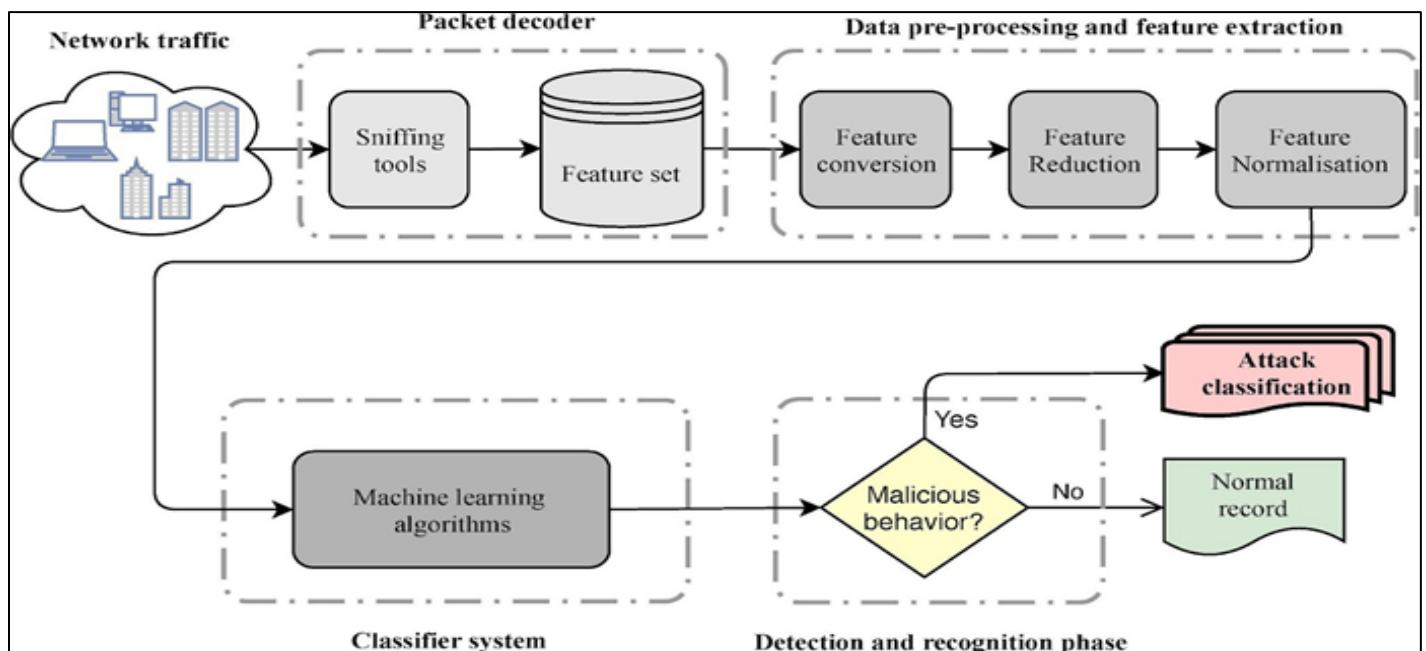 Network traffic
Packet decoder
Data pre-processing and feature extraction
Sniffing
tools
Feature set
Feature
conversion
Feature
Reduction
Feature
Normalisation
Attack
classification
Yes
Machine learning
algorithms
Malicious
behavior?
No
Normal
record
Classifier system
Detection and recognition phase